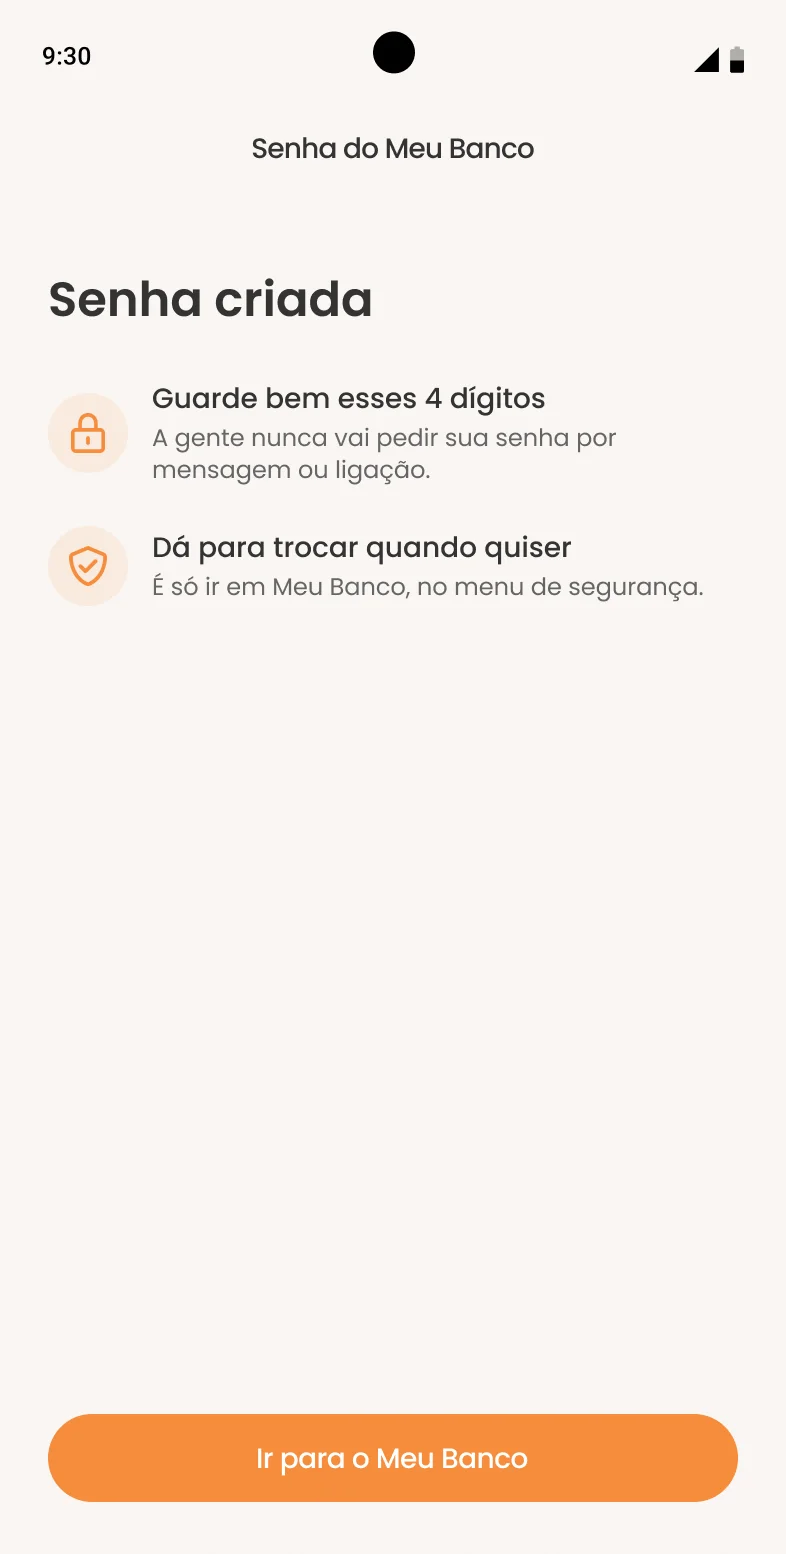 9:30
Senha do Meu Banco
Senha criada
Guarde bem esses 4 dígitos
A gente nunca vai pedir sua senha por
mensagem ou ligação.
Dá para trocar quando quiser
É só ir em Meu Banco, no menu de segurança.
Ir para o Meu Banco